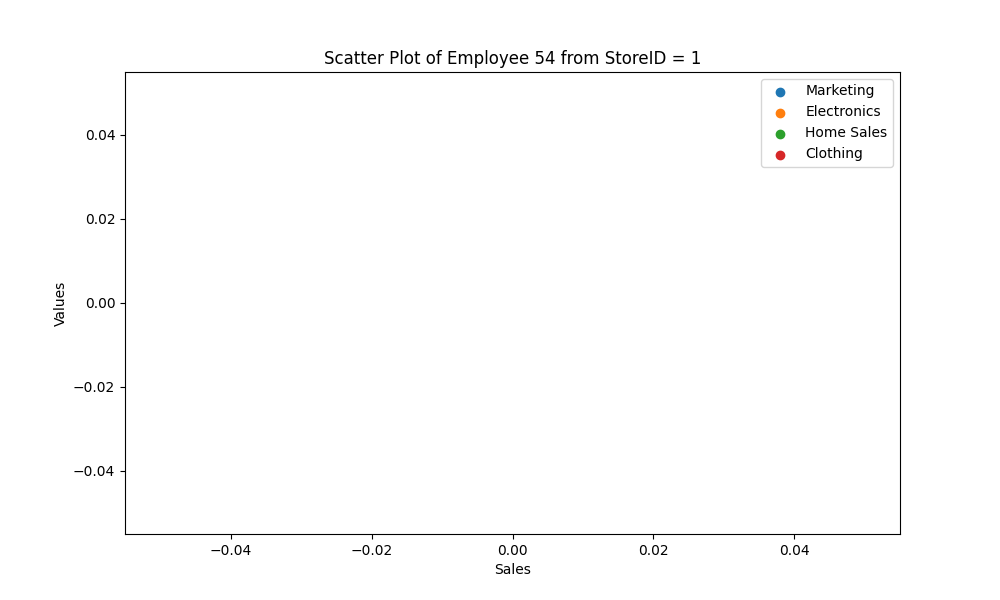 Scatter Plot of Employee 54 from StoreID = 1
Marketing
Electronics
Home Sales
Clothing
0.04
0.02
0.00
−0.02
−0.04
Values
−0.04
−0.02
0.00
0.02
0.04
Sales